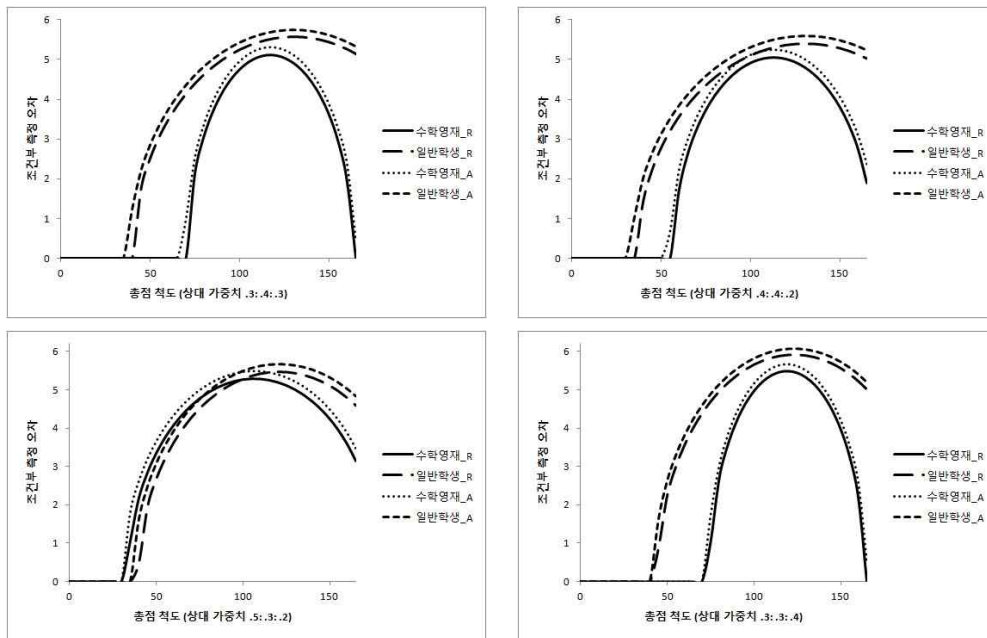 6
5
4
3
2
1
0
0 50 100 150
조건부 측정 오차
총점 척도 (상대 가중치 .3:.4:.3)
수학영재_R
일반학생_R
수학영재_A
일반학생_A
6
5
4
3
2
1
0
0 50 100 150
조건부 측정 오차
총점 척도 (상대 가중치 .4:.4:.2)
수학영재_R
일반학생_R
수학영재_A
일반학생_A
6
5
4
3
2
1
0
0 50 100 150
조건부 측정 오차
총점 척도 (상대 가중치 .5:.3:.2)
수학영재_R
일반학생_R
수학영재_A
일반학생_A
6
5
4
3
2
1
0
0 50 100 150
조건부 측정 오차
총점 척도 (상대 가중치 .3:.3:.4)
수학영재_R
일반학생_R
수학영재_A
일반학생_A